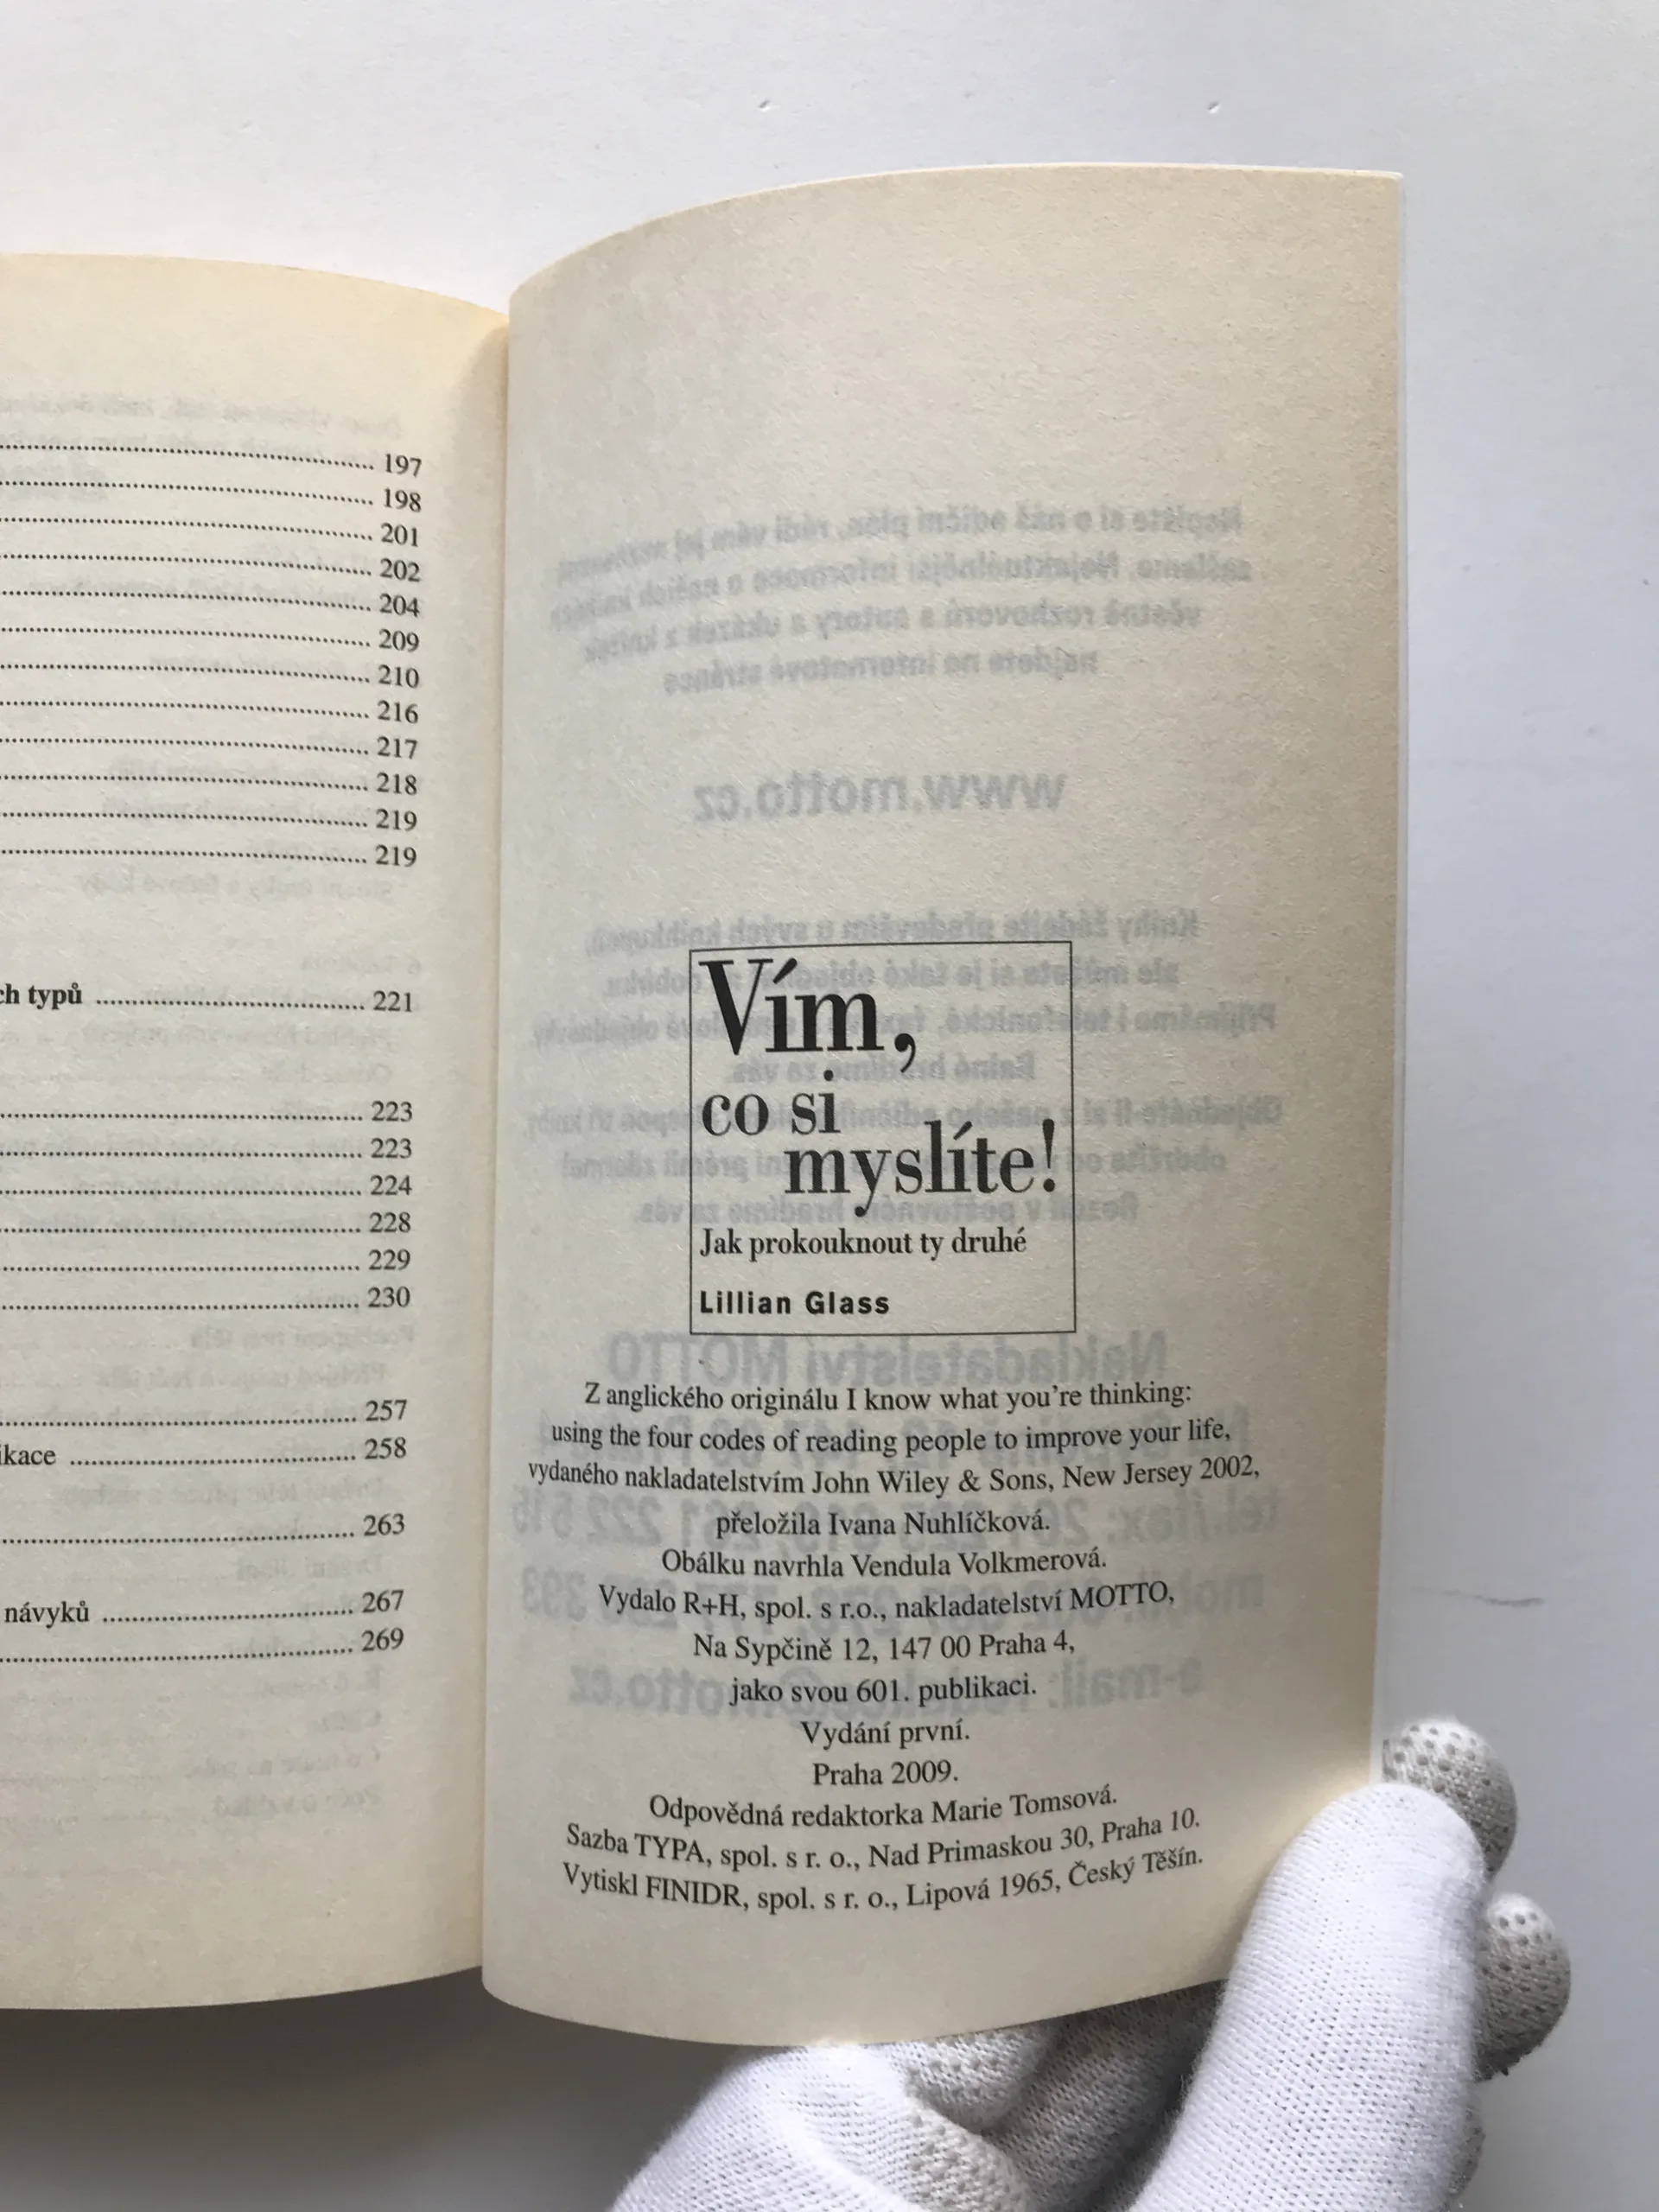 197
198
201
202
204
209
210
216
217
218
219
219
ch typů 221
223
223
224
228
229
230
257
ikace 258
263
návyků 267
269
www.motto.cz
Vím,
co si
myslíte!
Jak prokouknout ty druhé
Lillian Glass
Z anglického originálu I know what you're thinking:
using the four codes of reading people to improve your life,
vydaného nakladatelstvím John Wiley & Sons, New Jersey 2002,
přeložila Ivana Nuhlíčková.
Obálku navrhla Vendula Volkmerová.
Vydalo R+H, spol. s r.o., nakladatelství MOTTO,
Na Sypčině 12, 147 00 Praha 4,
jako svou 601. publikaci.
Vydání první.
Praha 2009.
Odpovědná redaktorka Marie Tomsová.
Sazba TYPA, spol. s r. o., Nad Primaskou 30, Praha 10.
Vytiskl FINIDR, spol. s r. o., Lipová 1965, Český Těšín.